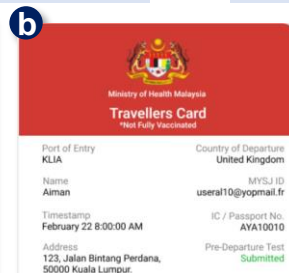 b
Ministry of Health Malaysia
Travellers Card
*Not Fully Vaccinated
Port of Entry Country of Departure
KLIA United Kingdom
Name MYSJ ID
Aiman useral10@yopmail.fr
Timestamp IC / Passport No.
February 22 8:00:00 AM AYA10010
Address Pre-Departure Test
123, Jalan Bintang Perdana, Submitted
50000 Kuala Lumpur.